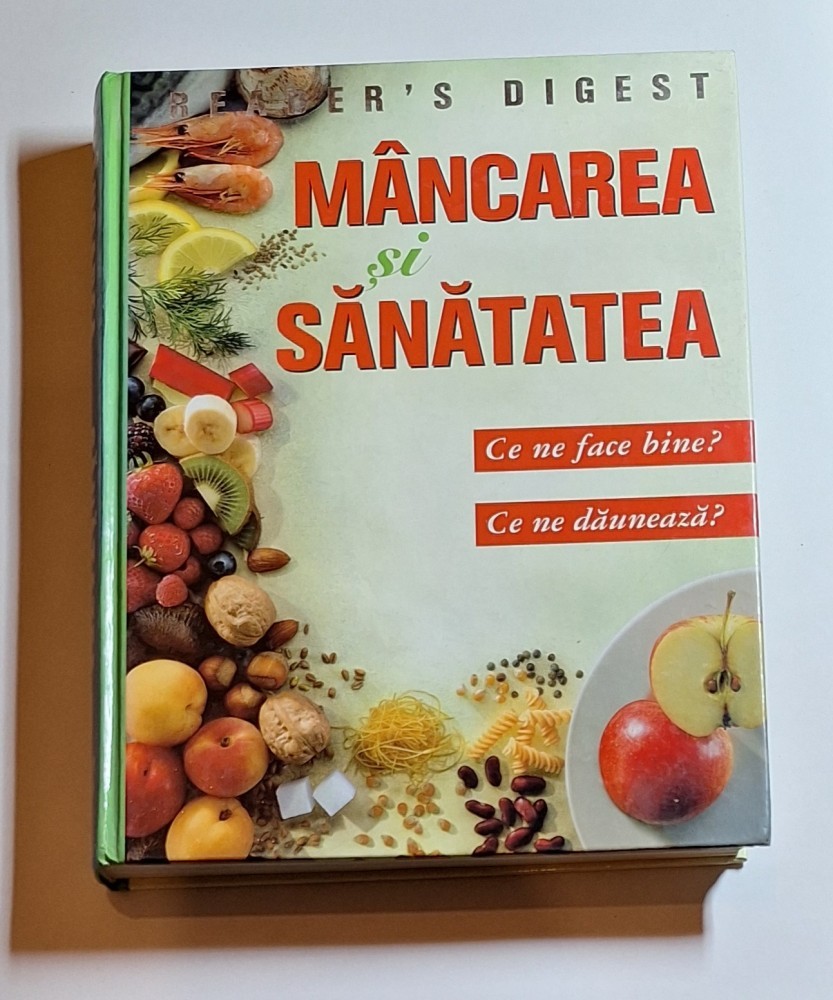 READER'S DIGEST
MÂNCAREA
și
SĂNĂTATEA
Ce ne face bine?
Ce ne dăunează?